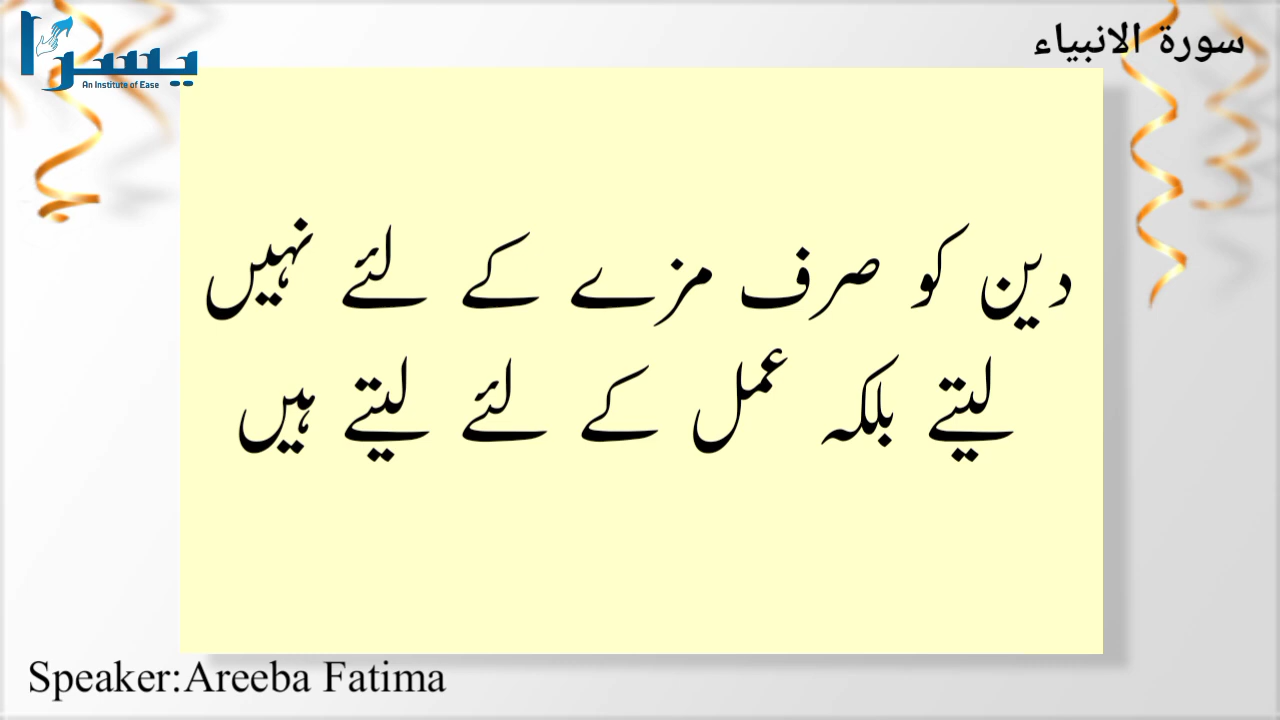 یسرا
An Institute of Ease
سورة الانبیاء
دین کو صرف مزے کے لئے نہیں
لیتے بلکہ عمل کے لئے لیتے ہیں
Speaker:Areeba Fatima